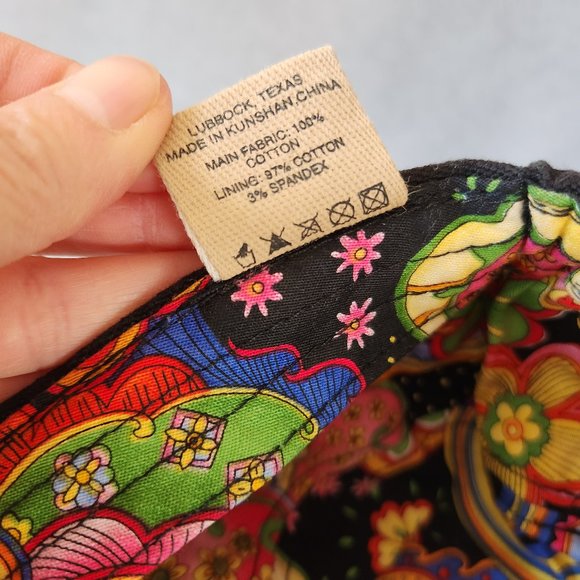 LUBBOCK, TEXAS
MADE IN KUNSHAN,CHINA
MAIN FABRIC: 100%
COTTON
LINING: 97% COTTON
3% SPANDEX